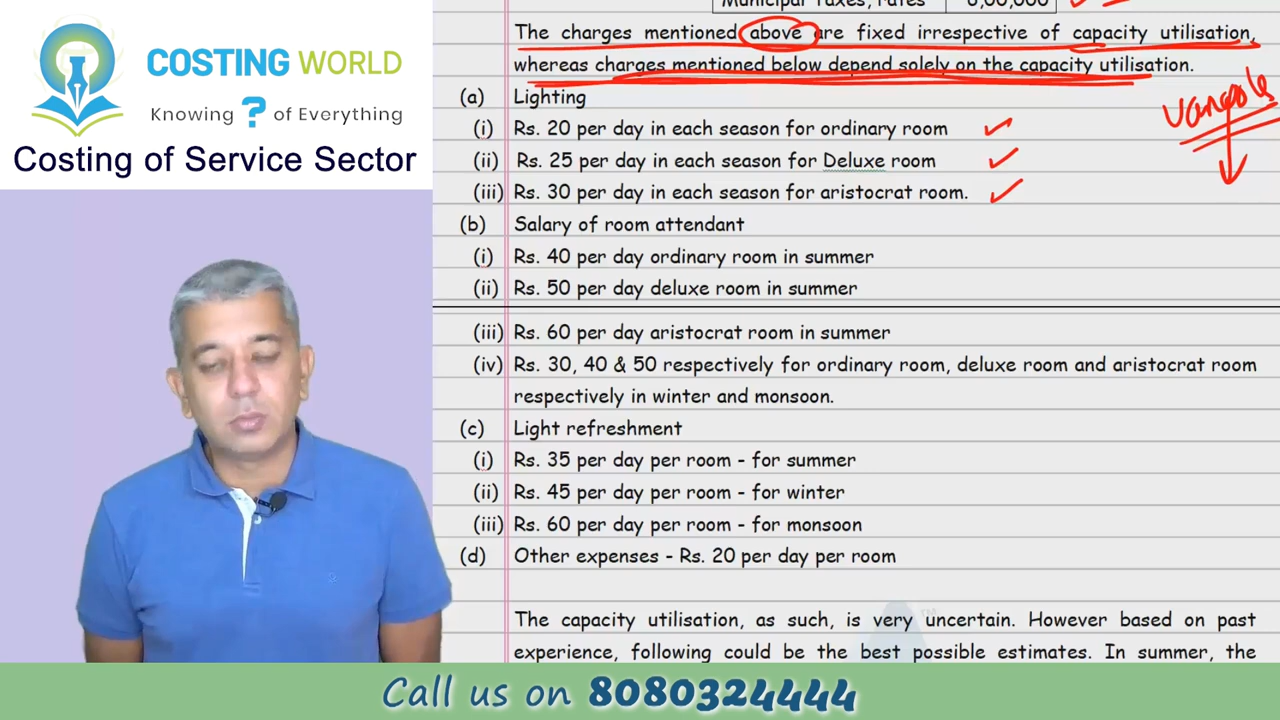 COSTING WORLD
Knowing ? of Everything
Costing of Service Sector
Municipal Taxes, rates 6,00,000
The charges mentioned above are fixed irrespective of capacity utilisation,
whereas charges mentioned below depend solely on the capacity utilisation.
(a) Lighting
(i) Rs. 20 per day in each season for ordinary room
(ii) Rs. 25 per day in each season for Deluxe room
(iii) Rs. 30 per day in each season for aristocrat room.
(b) Salary of room attendant
(i) Rs. 40 per day ordinary room in summer
(ii) Rs. 50 per day deluxe room in summer
(iii) Rs. 60 per day aristocrat room in summer
(iv) Rs. 30, 40 & 50 respectively for ordinary room, deluxe room and aristocrat room
respectively in winter and monsoon.
(c) Light refreshment
(i) Rs. 35 per day per room - for summer
(ii) Rs. 45 per day per room - for winter
(iii) Rs. 60 per day per room - for monsoon
(d) Other expenses - Rs. 20 per day per room
The capacity utilisation, as such, is very uncertain. However based on past
experience, following could be the best possible estimates. In summer, the
Call us on 8080324444